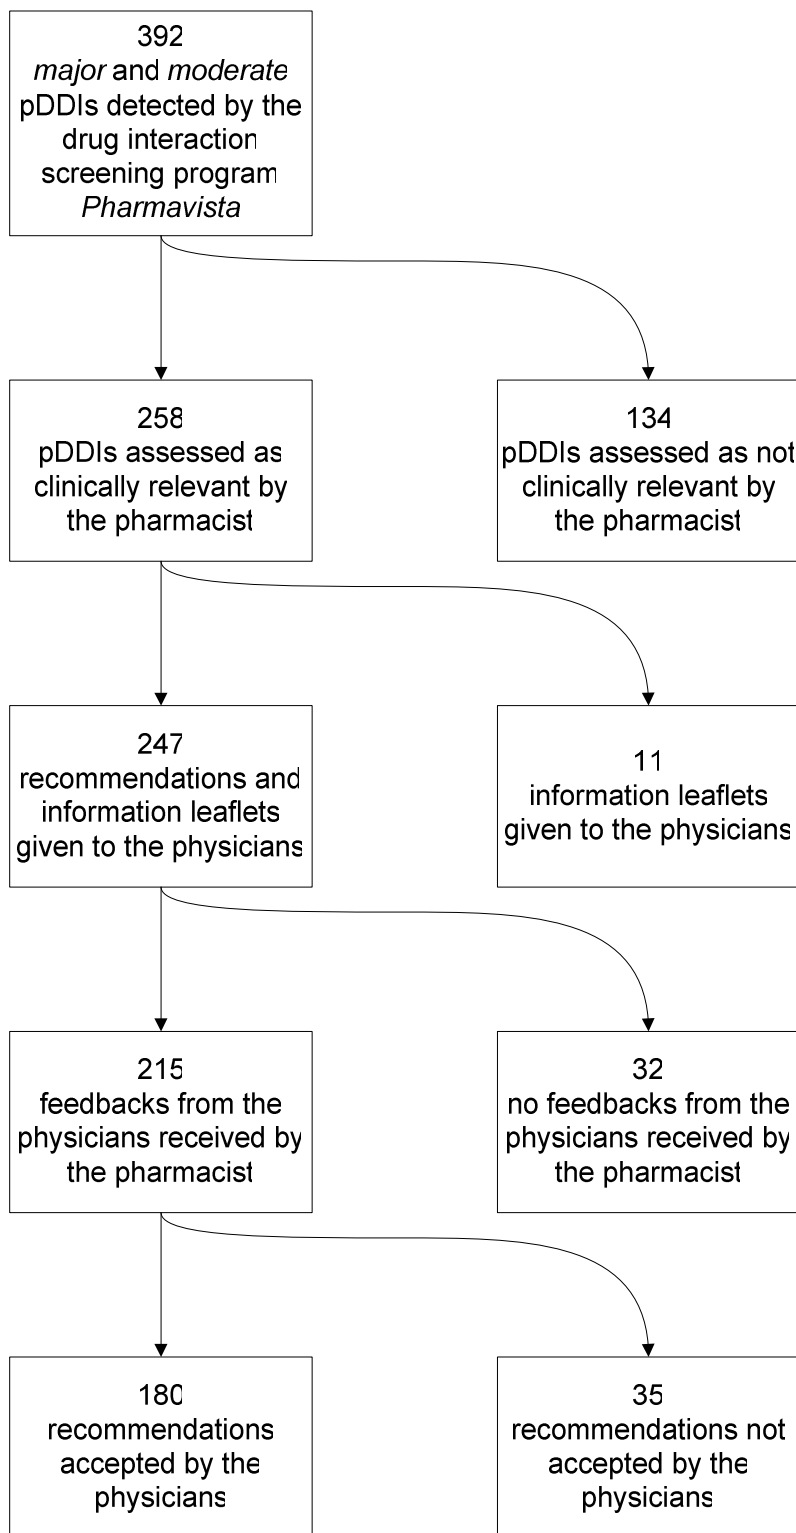 392
major and moderate
pDDIs detected by the
drug interaction
screening program
Pharmavista
258
pDDIs assessed as
clinically relevant by
the pharmacist
134
pDDIs assessed as not
clinically relevant by
the pharmacist
247
recommendations and
information leaflets
given to the physicians
11
information leaflets
given to the physicians
215
feedbacks from the
physicians received by
the pharmacist
32
no feedbacks from the
physicians received by
the pharmacist
180
recommendations
accepted by the
physicians
35
recommendations not
accepted by the
physicians